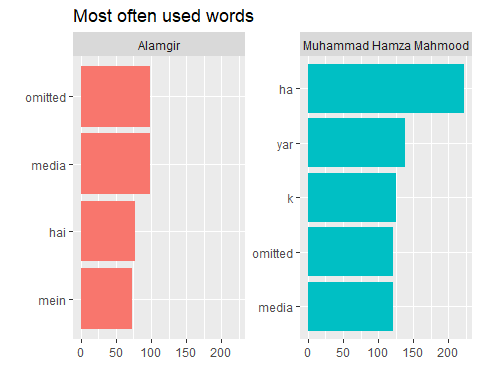 Most often used words
Alamgir
omitted
media
hai
mein
0 50 100 150 200
Muhammad Hamza Mahmood
ha
yar
k
omitted
media
0 50 100 150 200